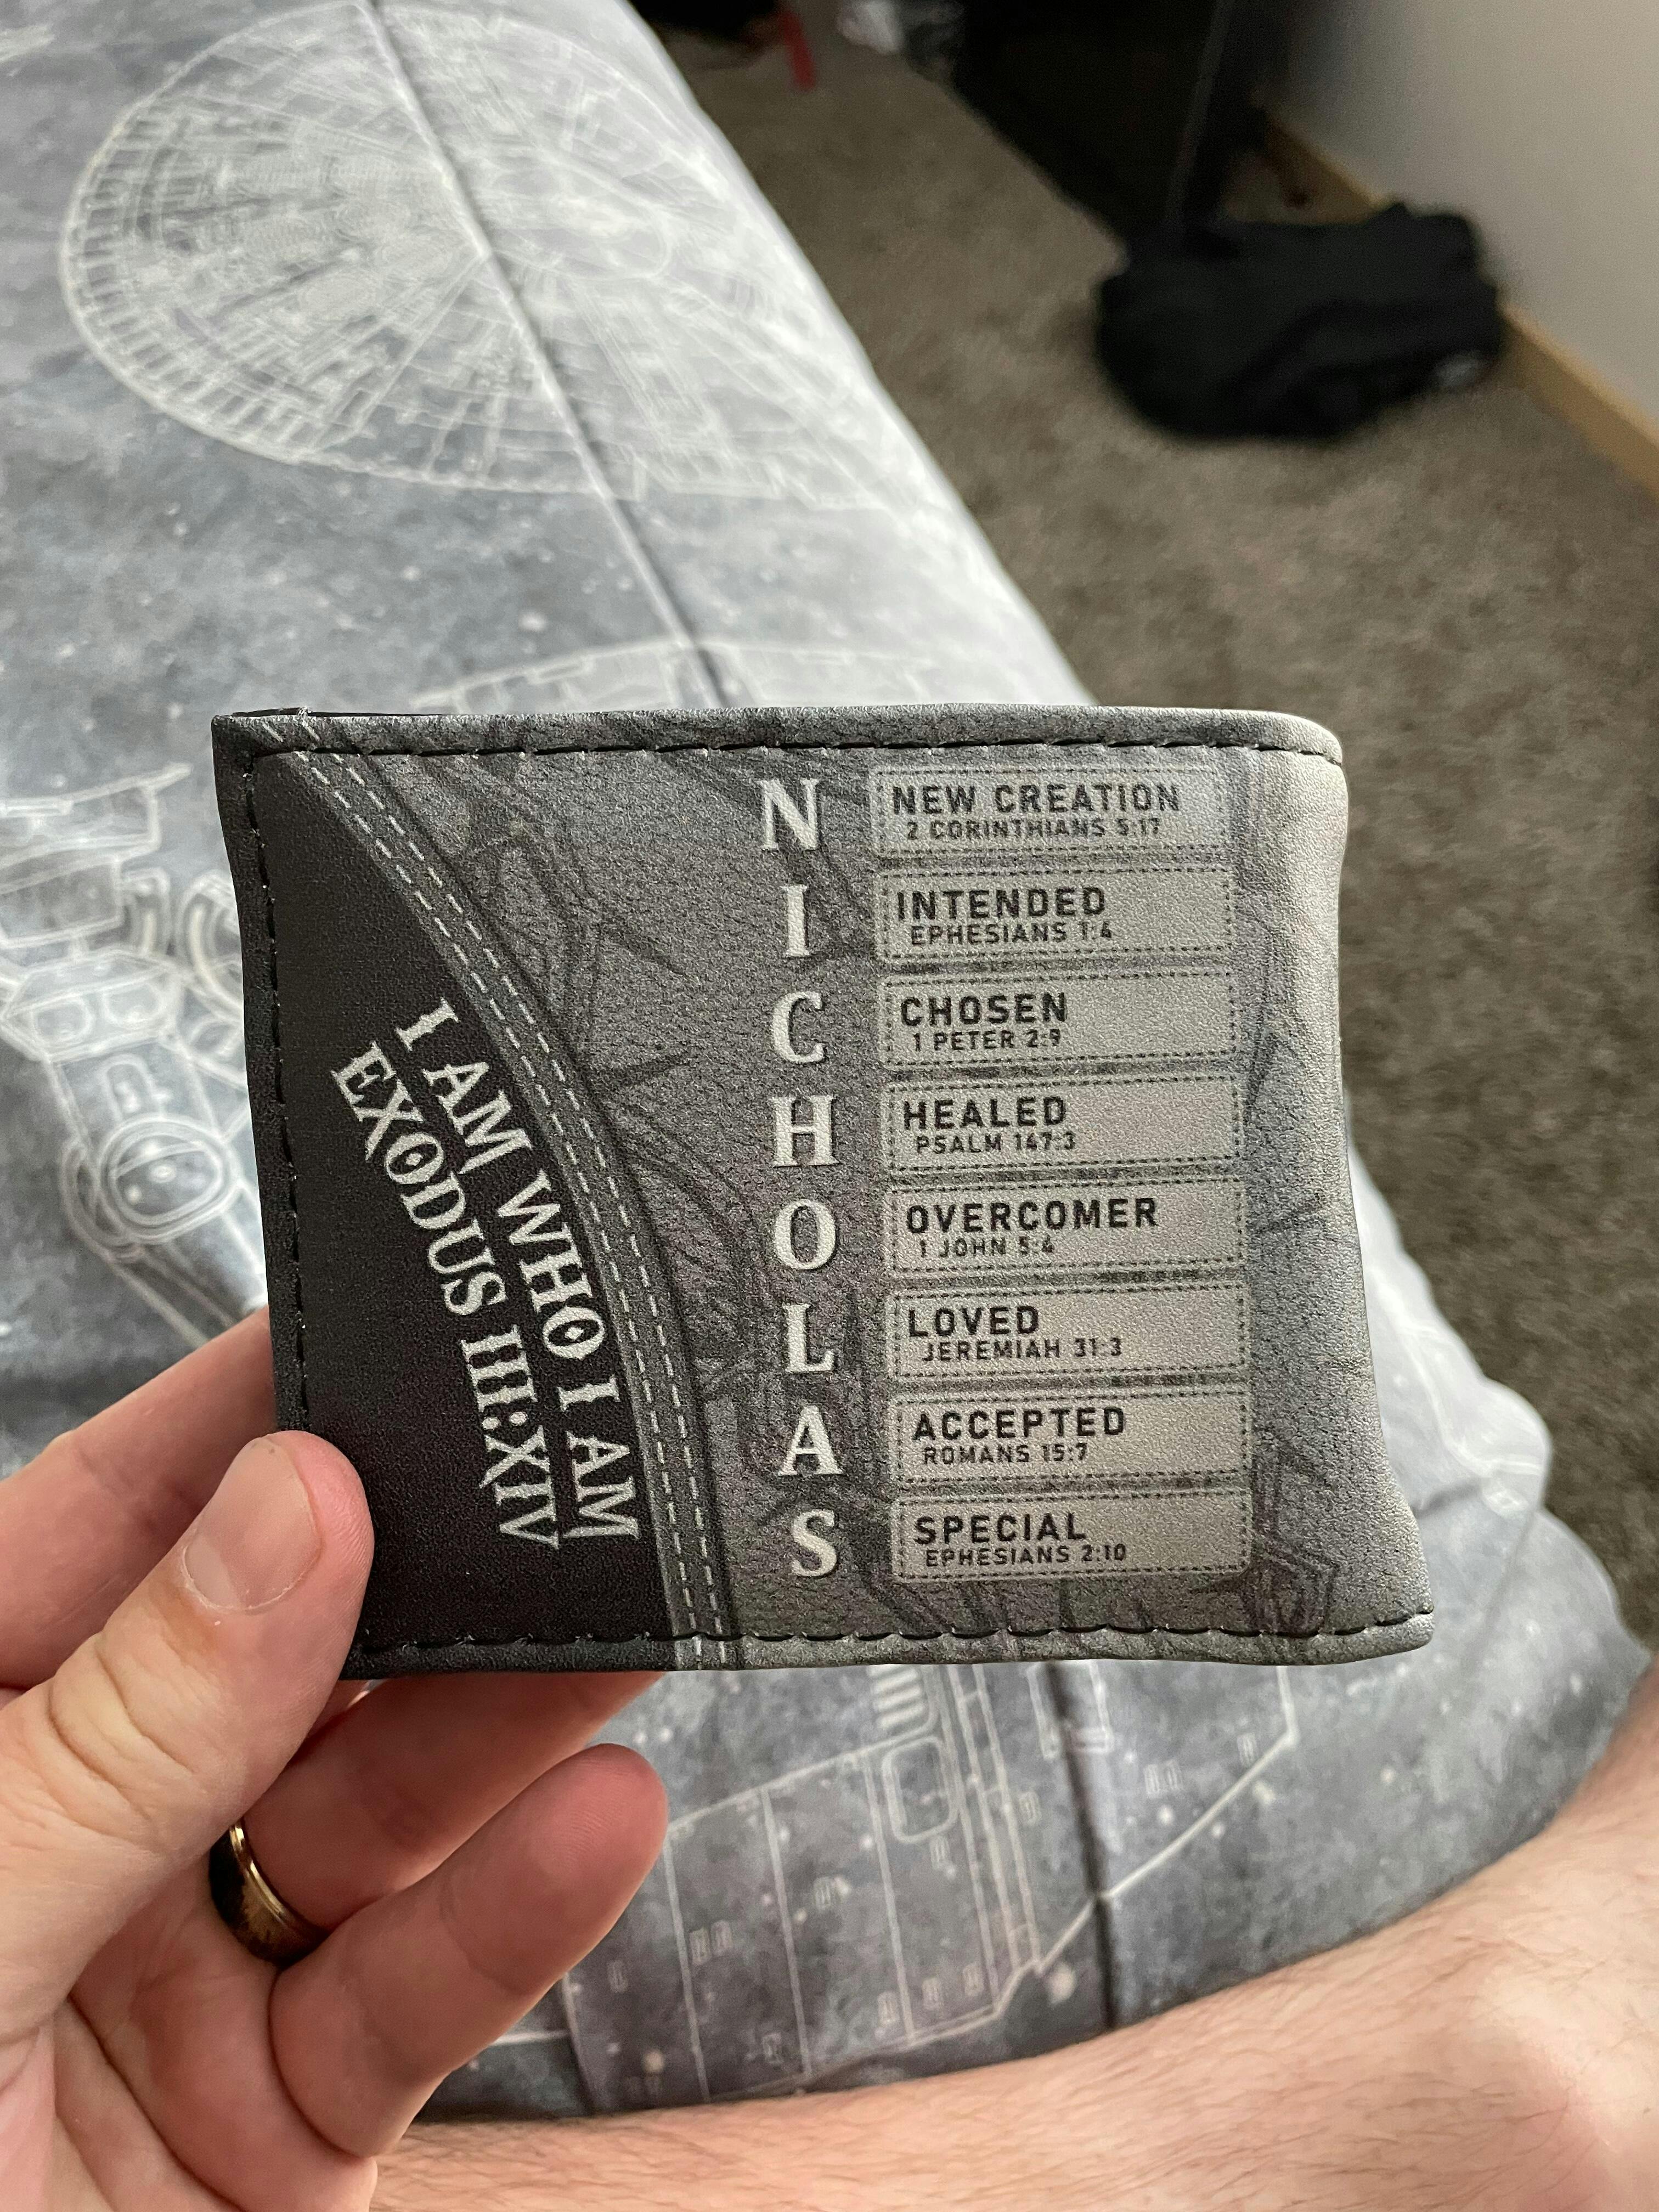 I AM WHO I AM
EXODUS III:XIV
N
I
C
H
O
L
A
S
NEW CREATION
2 CORINTHIANS 5:17
INTENDED
EPHESIANS 1:4
CHOSEN
1 PETER 2:9
HEALED
PSALM 147:3
OVERCOMER
1 JOHN 5:4
LOVED
JEREMIAH 31:3
ACCEPTED
ROMANS 15:7
SPECIAL
EPHESIANS 2:10